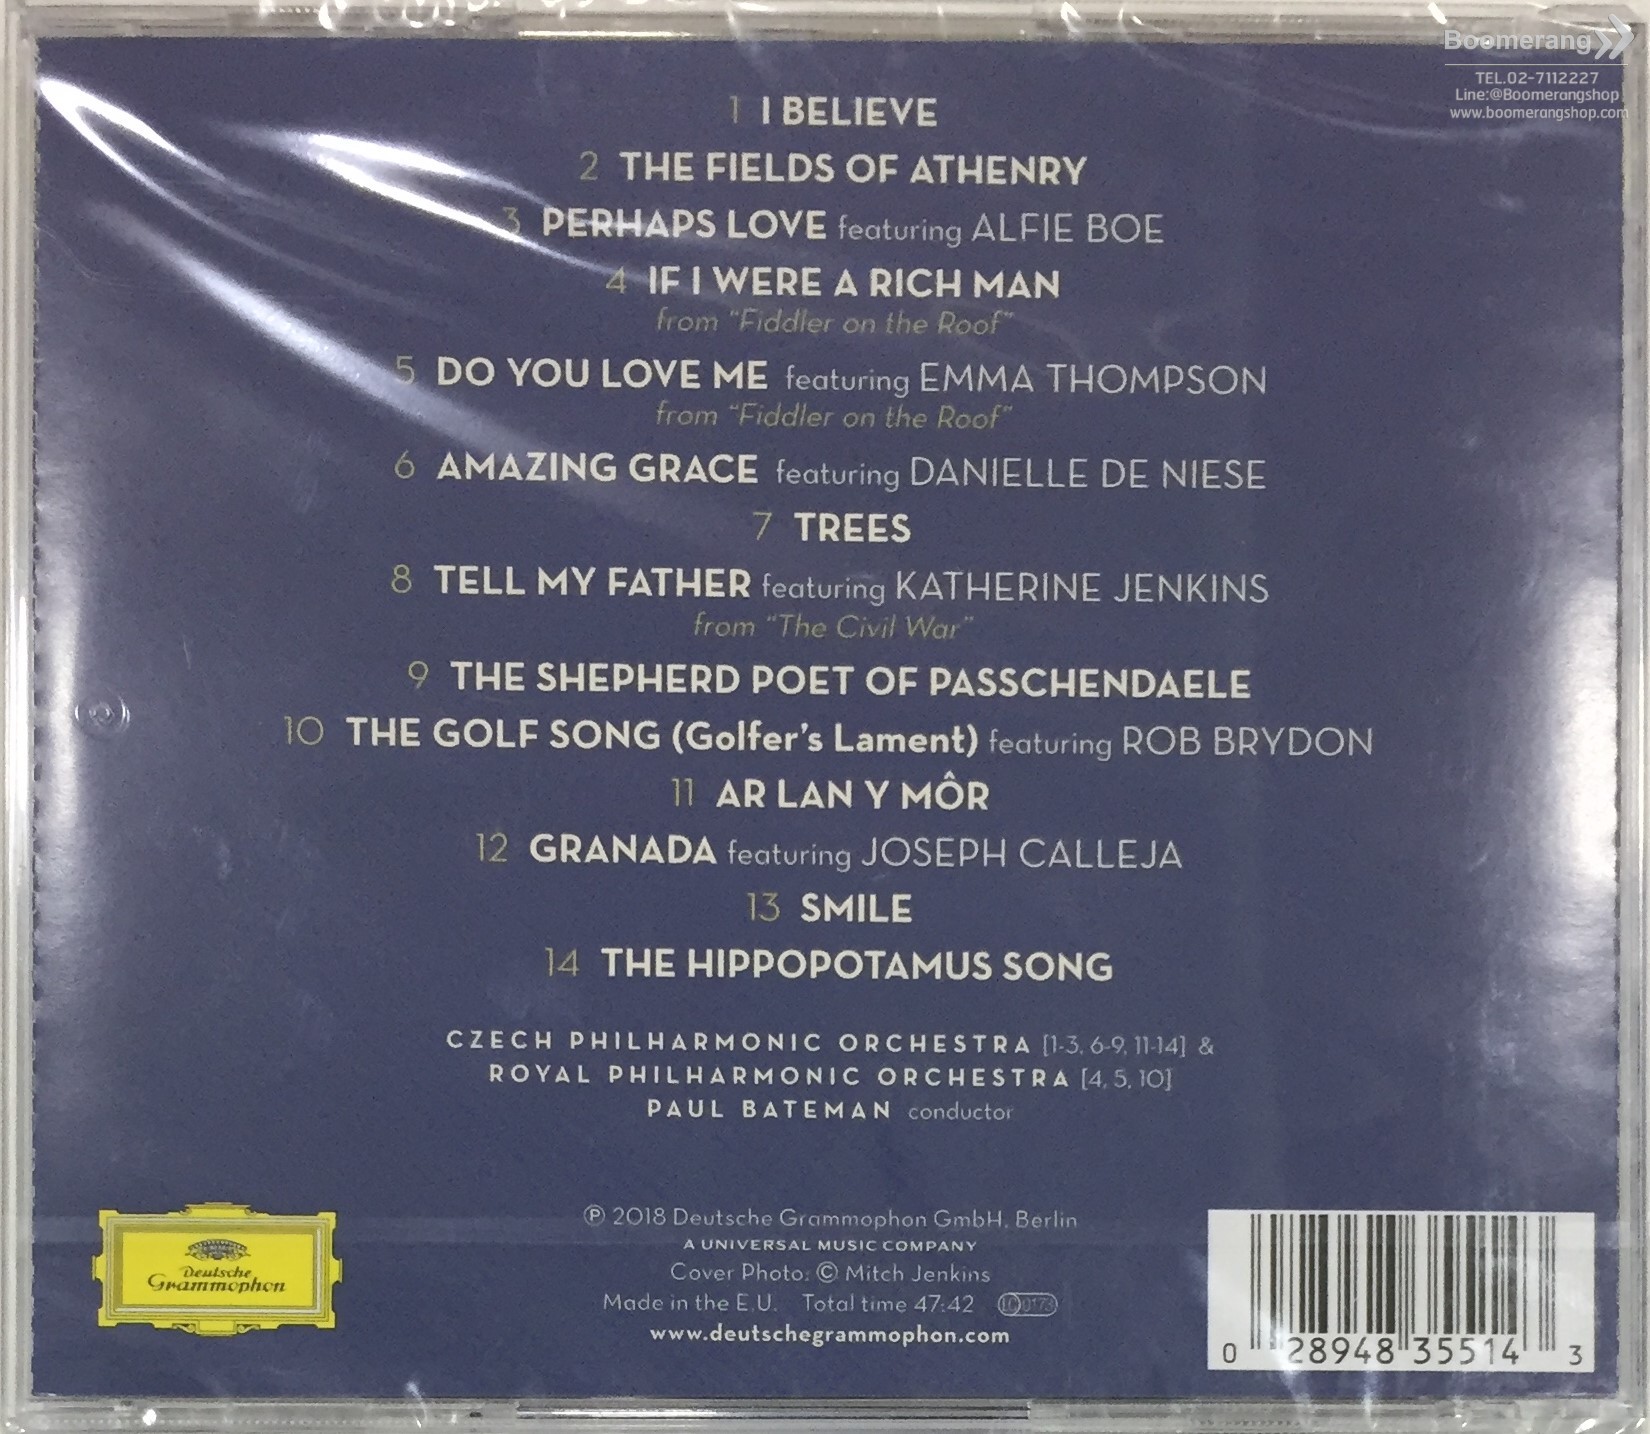 Boomerang
TEL.02-7112227
Line:@Boomerangshop
www.boomerangshop.com
1 I BELIEVE
2 THE FIELDS OF ATHENRY
3 PERHAPS LOVE featuring ALFIE BOE
4 IF I WERE A RICH MAN
from "Fiddler on the Roof"
5 DO YOU LOVE ME featuring EMMA THOMPSON
from "Fiddler on the Roof"
6 AMAZING GRACE featuring DANIELLE DE NIESE
7 TREES
8 TELL MY FATHER featuring KATHERINE JENKINS
from "The Civil War"
9 THE SHEPHERD POET OF PASSCHENDAELE
10 THE GOLF SONG (Golfer's Lament) featuring ROB BRYDON
11 AR LAN Y MÔR
12 GRANADA featuring JOSEPH CALLEJA
13 SMILE
14 THE HIPPOPOTAMUS SONG
CZECH PHILHARMONIC ORCHESTRA [1-3, 6-9, 11-14] &
ROYAL PHILHARMONIC ORCHESTRA [4, 5, 10]
PAUL BATEMAN conductor
Deutsche
Grammophon
℗ 2018 Deutsche Grammophon GmbH, Berlin
A UNIVERSAL MUSIC COMPANY
Cover Photo: © Mitch Jenkins
Made in the E.U. Total time 47:42 LC 0173
www.deutschegrammophon.com
0 28948 35514 3